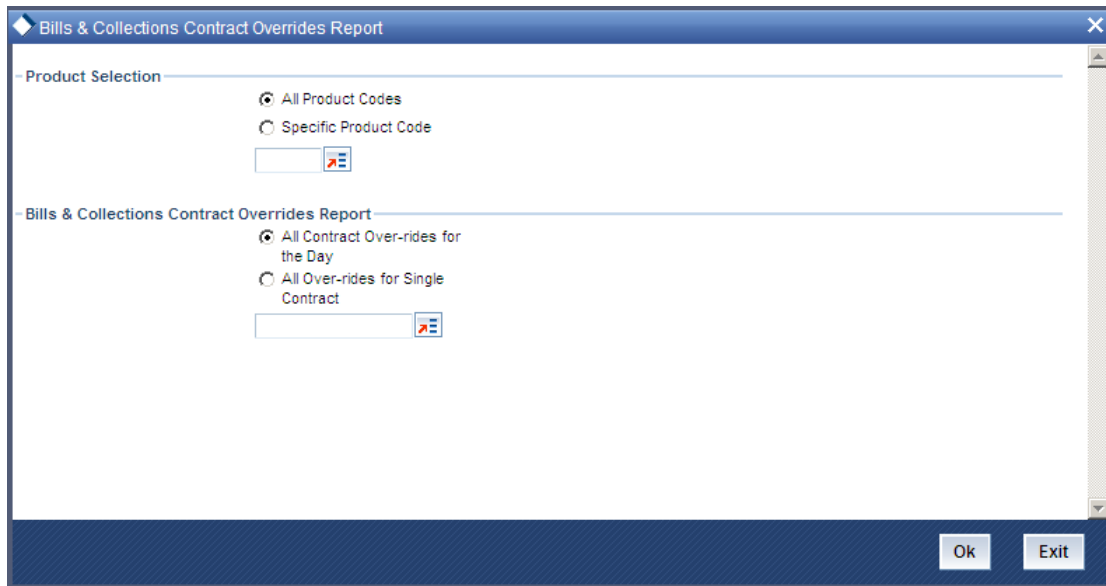 Bills & Collections Contract Overrides Report
Product Selection
All Product Codes
Specific Product Code
Bills & Collections Contract Overrides Report
All Contract Over-rides for
the Day
All Over-rides for Single
Contract
Ok
Exit